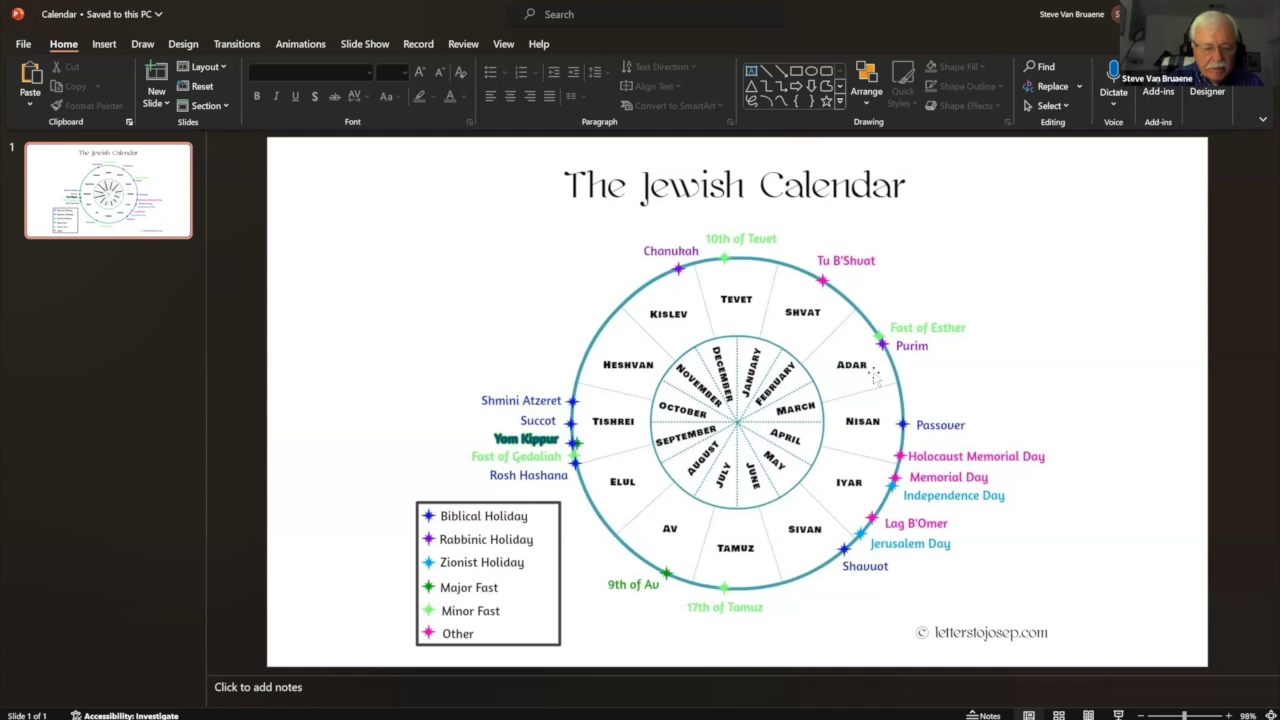 Calendar • Saved to this PC
Search
Steve Van Bruaene
S
File Home Insert Draw Design Transitions Animations Slide Show Record Review View Help
Paste
Cut
Copy
Format Painter
Clipboard
New Slide
Layout
Reset
Section
Slides
B I U S ab AV Aa A
Font
Text Direction
Align Text
Convert to SmartArt
Paragraph
Arrange
Quick Styles
Shape Fill
Shape Outline
Shape Effects
Drawing
Find
Replace
Select
Editing
Dictate
Voice
Add-ins
Add-ins
Designer
Steve Van Bruaene
1
The Jewish Calendar
10th of Tevet
Chanukah
Tu B'Shvat
TEVET
KISLEV
SHVAT
Fast of Esther
Purim
HESHVAN
ADAR
DECEMBER
JANUARY
NOVEMBER
FEBRUARY
Shmini Atzeret
OCTOBER
MARCH
Succot
TISHREI
NISAN
Passover
Yom Kippur
SEPTEMBER
APRIL
Fast of Gedaliah
Holocaust Memorial Day
Rosh Hashana
AUGUST
MAY
JULY
JUNE
Memorial Day
ELUL
IYAR
Independence Day
Lag B'Omer
AV
SIVAN
Jerusalem Day
TAMUZ
Shavuot
9th of Av
17th of Tamuz
Biblical Holiday
Rabbinic Holiday
Zionist Holiday
Major Fast
Minor Fast
Other
© letterstojosep.com
Click to add notes
Slide 1 of 1
Accessibility: Investigate
Notes
98%